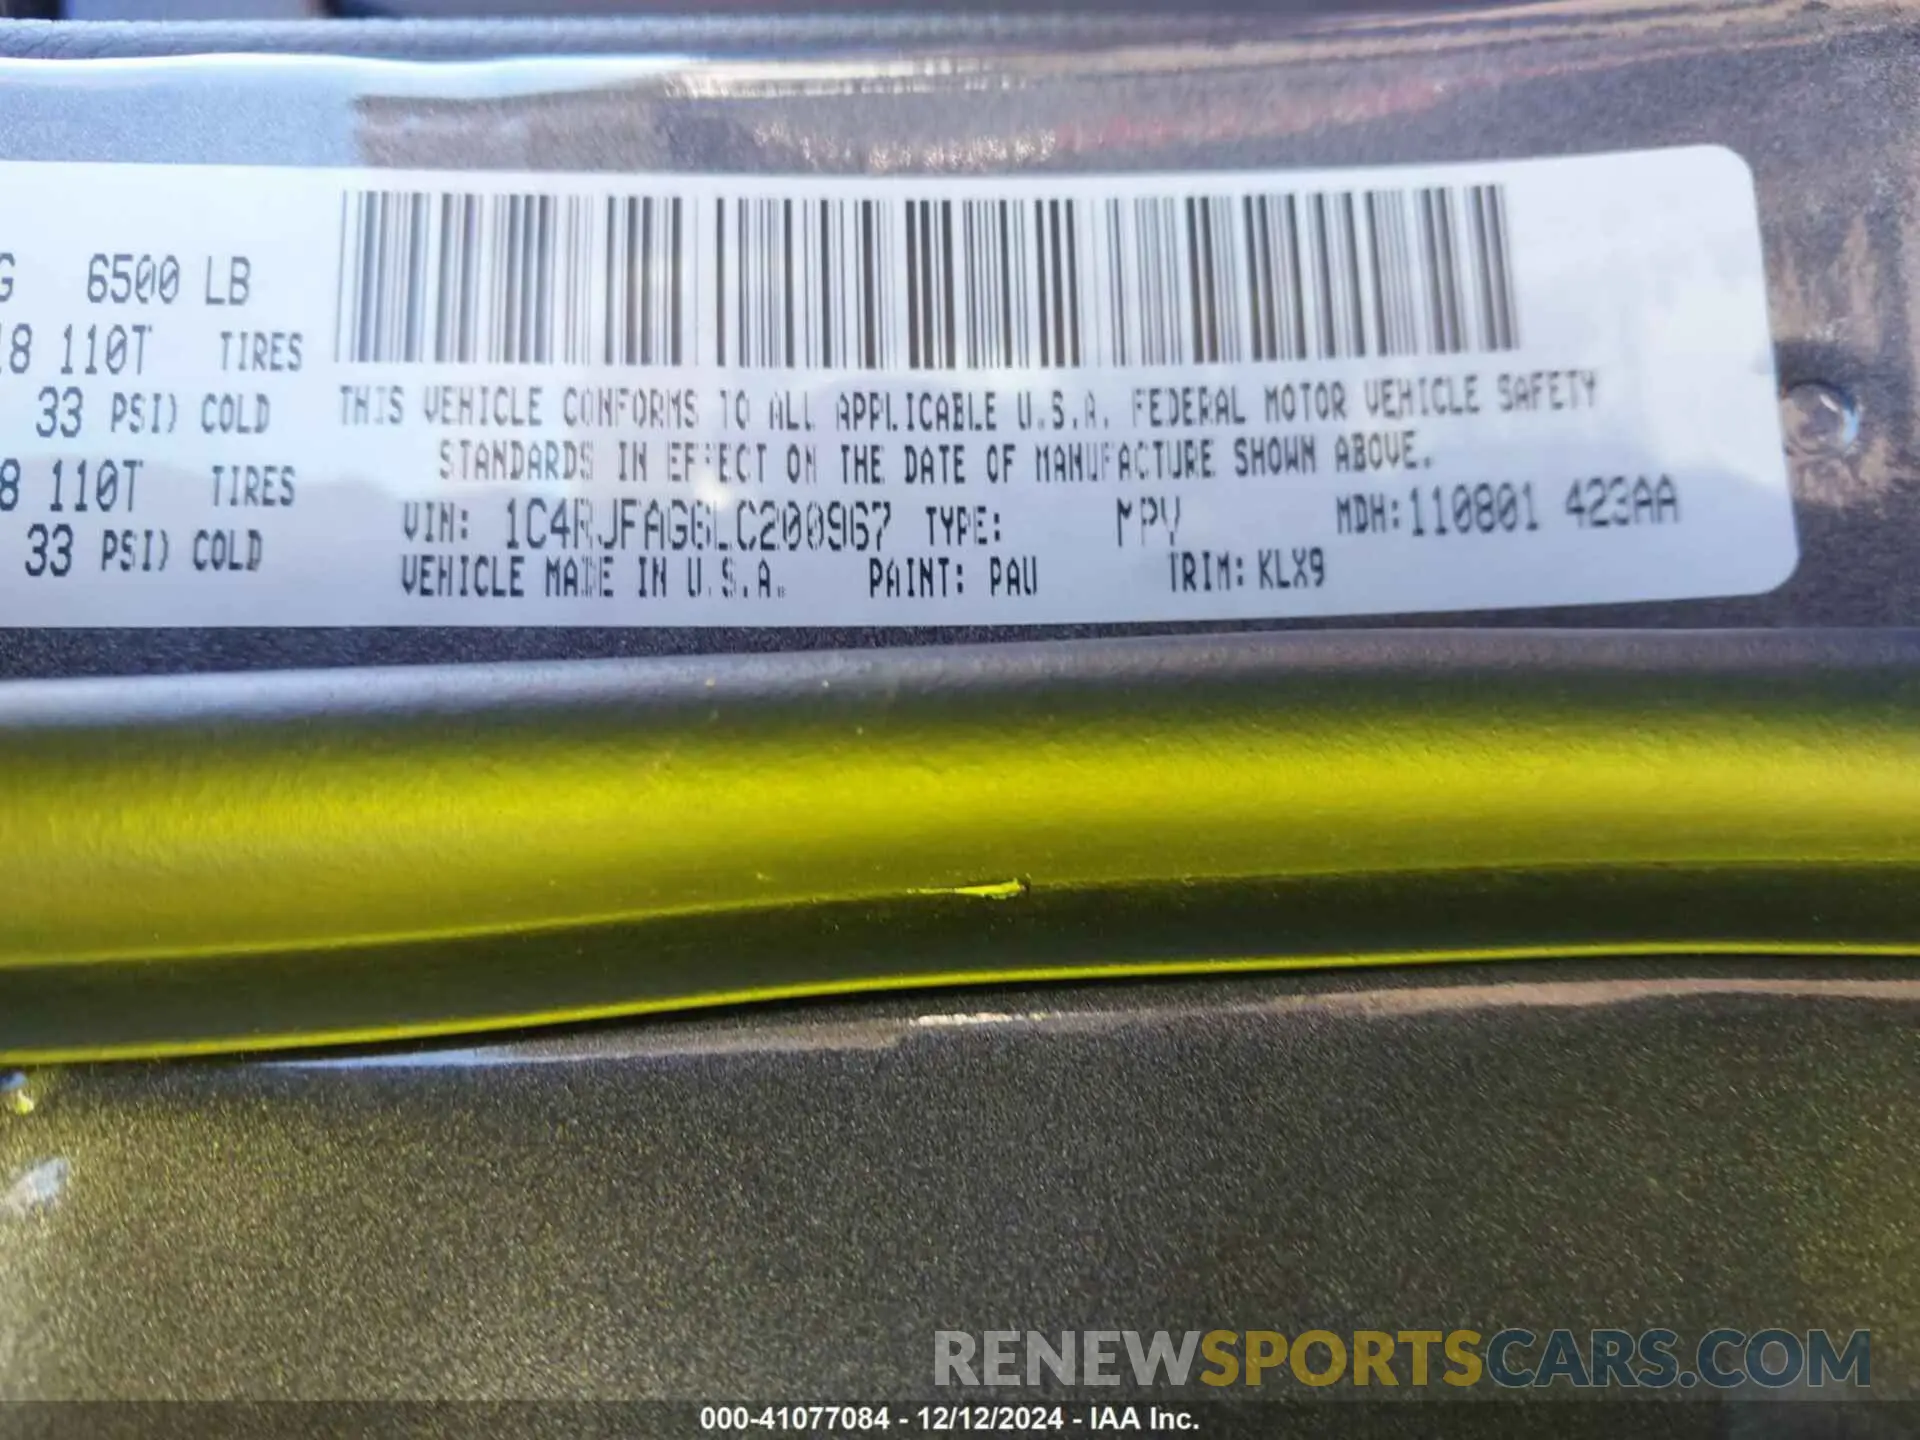 G 6500 LB
18 110T TIRES
33 PSI) COLD
8 110T TIRES
33 PSI) COLD
THIS VEHICLE CONFORMS TO ALL APPLICABLE U.S.A. FEDERAL MOTOR VEHICLE SAFETY
STANDARDS IN EFFECT ON THE DATE OF MANUFACTURE SHOWN ABOVE.
VIN: 1C4RJFAG6LC200967 TYPE: MPV MDH:110801 423AA
VEHICLE MADE IN U.S.A. PAINT: PAU TRIM: KLX9
RENEWSPORTSCARS.COM
000-41077084 - 12/12/2024 - IAA Inc.